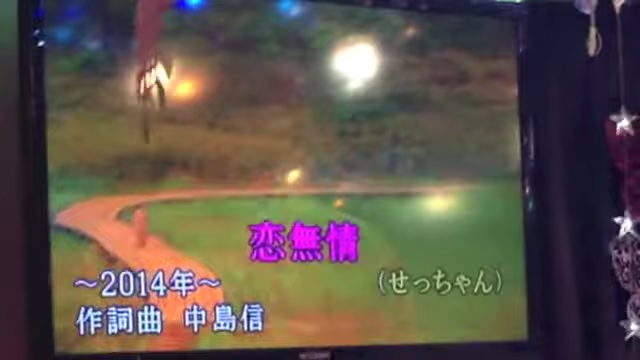 恋無情
(せっちゃん)
～2014年～
作詞曲 中島信